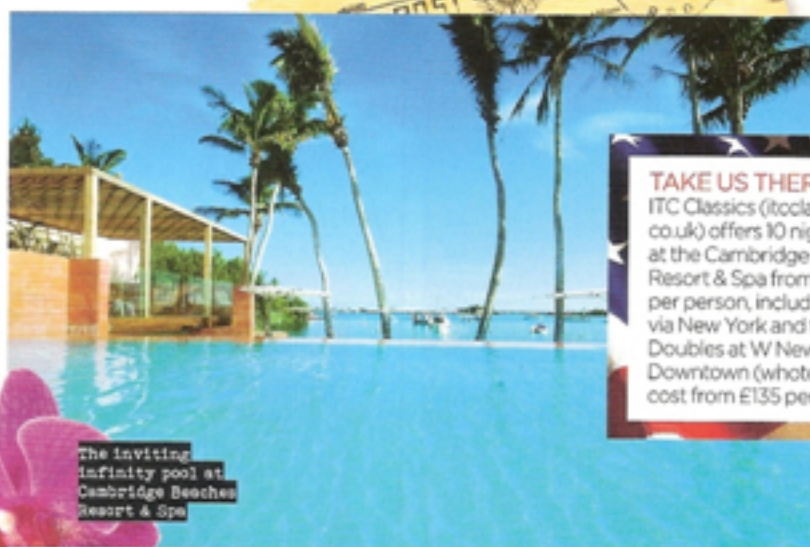 POST
TAKE US THER
ITC Classics (itccla
co.uk) offers 10 nig
at the Cambridge
Resort & Spa from
per person, includ
via New York and
Doubles at W New
Downtown (whote
cost from £135 per
The inviting
infinity pool at
Cambridge Beaches
Resort & Spa